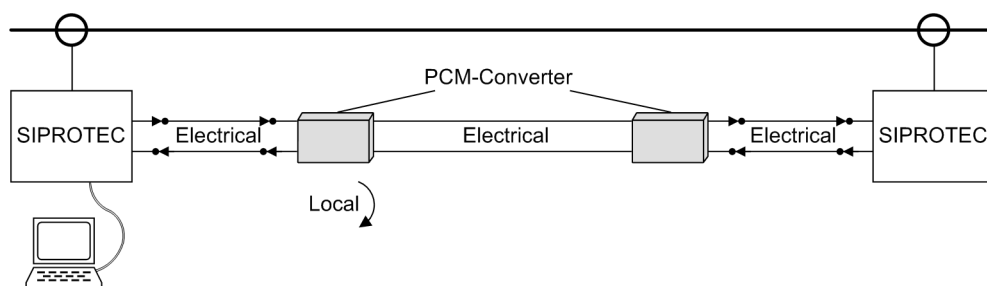 PCM-Converter
SIPROTEC
Electrical
Electrical
Electrical
SIPROTEC
Local